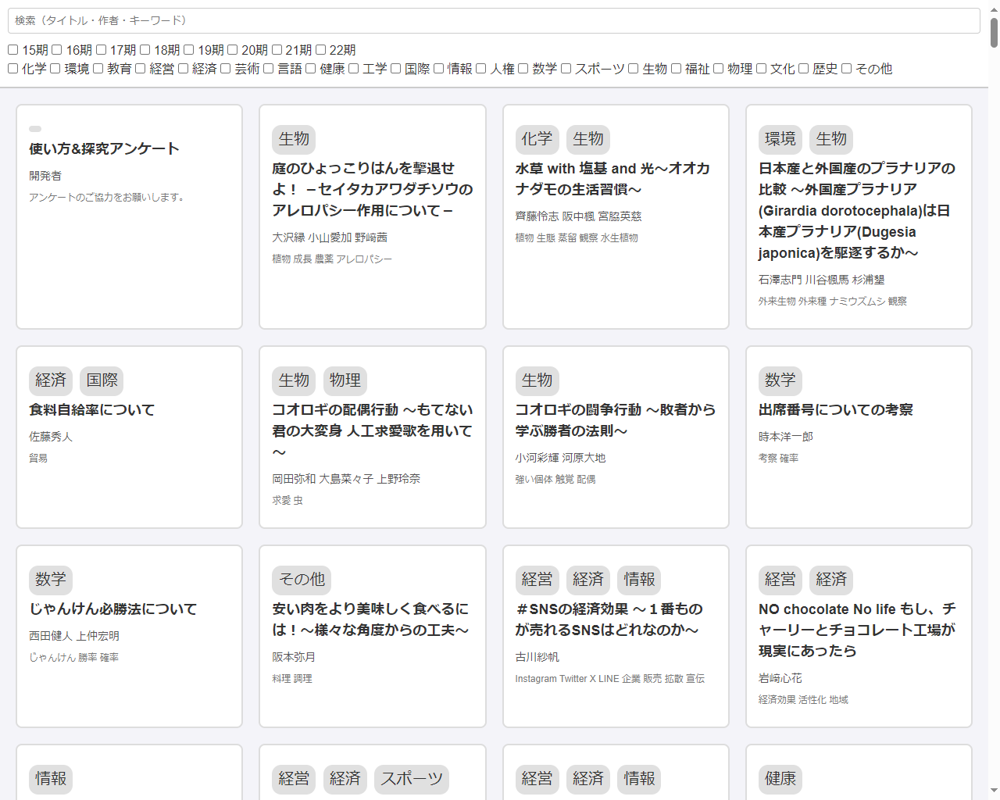 検索（タイトル・作者・キーワード）
15期 16期 17期 18期 19期 20期 21期 22期
化学 環境 教育 経営 経済 芸術 言語 健康 工学 国際 情報 人権 数学 スポーツ 生物 福祉 物理 文化 歴史 その他
使い方&探究アンケート
開発者
アンケートのご協力をお願いします。
生物
庭のひょっこりはんを撃退せ
よ！ －セイタカアワダチソウの
アレロパシー作用について－
大沢縁 小山愛加 野﨑茜
植物 成長 農薬 アレロパシー
化学 生物
水草 with 塩基 and 光～オオカ
ナダモの生活習慣～
齊藤怜志 阪中楓 宮脇英慈
植物 生態 蒸留 観察 水生植物
環境 生物
日本産と外国産のプラナリアの
比較 ～外国産プラナリア
(Girardia dorotocephala)は日
本産プラナリア(Dugesia
japonica)を駆逐するか～
石澤志門 川谷楓馬 杉浦墾
外来生物 外来種 ナミウズムシ 観察
経済 国際
食料自給率について
佐藤秀人
貿易
生物 物理
コオロギの配偶行動 ～もてない
君の大変身 人工求愛歌を用いて
～
岡田弥和 大島菜々子 上野玲奈
求愛 虫
生物
コオロギの闘争行動 ～敗者から
学ぶ勝者の法則～
小河彩輝 河原大地
強い個体 触覚 配偶
数学
出席番号についての考察
時本洋一郎
考察 確率
数学
じゃんけん必勝法について
西田健人 上仲宏明
じゃんけん 勝率 確率
その他
安い肉をより美味しく食べるに
は！～様々な角度からの工夫～
阪本弥月
料理 調理
経営 経済 情報
＃SNSの経済効果 ～１番もの
が売れるSNSはどれなのか～
古川紗帆
Instagram Twitter X LINE 企業 販売 拡散 宣伝
経営 経済
NO chocolate No life もし、チ
ャーリーとチョコレート工場が
現実にあったら
岩﨑心花
経済効果 活性化 地域
情報
経営 経済 スポーツ
経営 経済 情報
健康